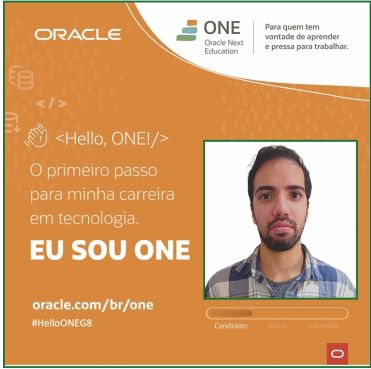 ORACLE
ONE
Oracle Next
Education
Para quem tem
vontade de aprender
e pressa para trabalhar.
</>
<Hello, ONE!/>
O primeiro passo
para minha carreira
em tecnologia.
EU SOU ONE
oracle.com/br/one
#HelloONEG8
Candidato Aluno Formado